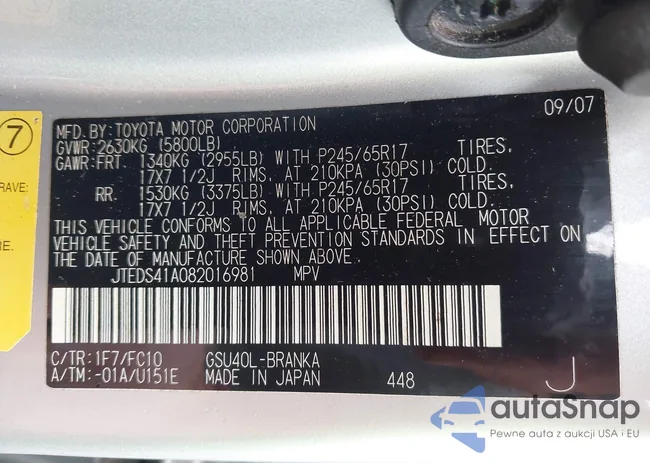 09/07
MFD. BY: TOYOTA MOTOR CORPORATION
GVWR: 2630KG (5800LB)
GAWR: FRT. 1340KG (2955LB) WITH P245/65R17 TIRES,
17X7 1/2J RIMS, AT 210KPA (30PSI) COLD.
RR. 1530KG (3375LB) WITH P245/65R17 TIRES,
17X7 1/2J RIMS, AT 210KPA (30PSI) COLD.
THIS VEHICLE CONFORMS TO ALL APPLICABLE FEDERAL MOTOR
VEHICLE SAFETY AND THEFT PREVENTION STANDARDS IN EFFECT ON
THE DATE OF MANUFACTURE SHOWN ABOVE.
JTEDS41A082016981 MPV
C/TR: 1F7/FC10 GSU40L-BRANKA
A/TM: -01A/U151E MADE IN JAPAN 448 J
7
RAVE:
autaSnap
Pewne auta z aukcji USA i EU